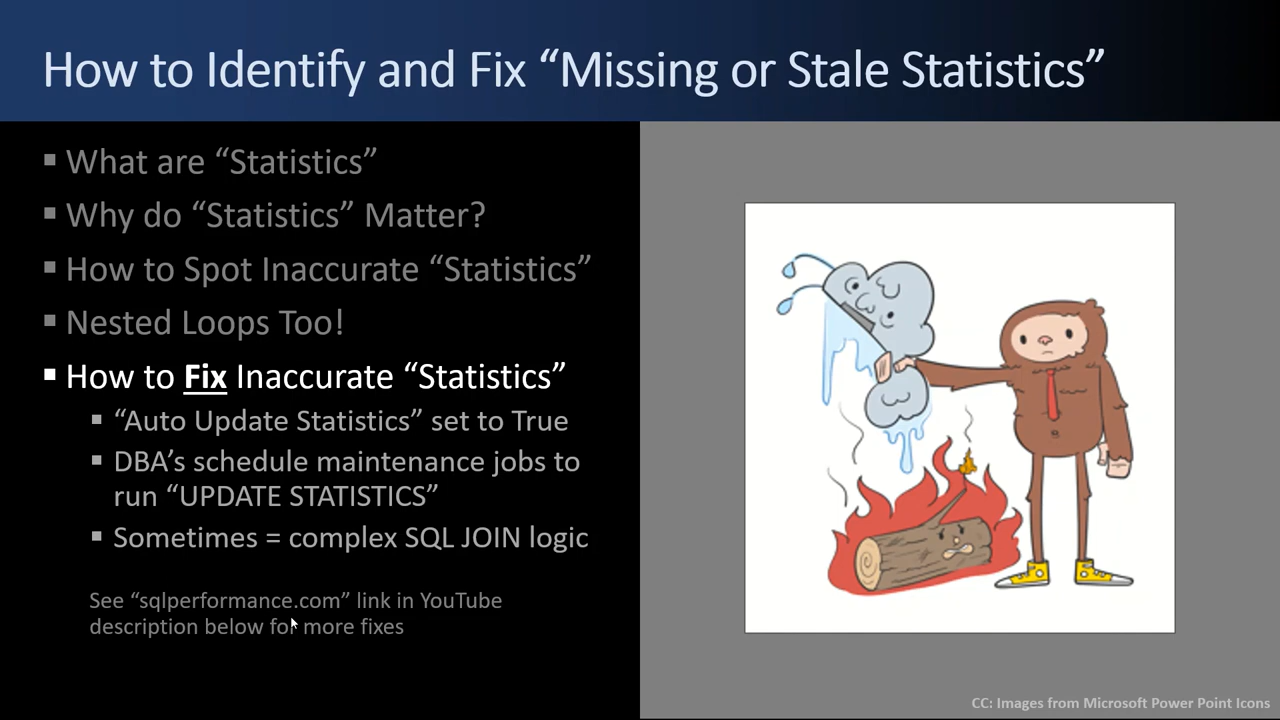 How to Identify and Fix “Missing or Stale Statistics”
▪ What are “Statistics”
▪ Why do “Statistics” Matter?
▪ How to Spot Inaccurate “Statistics”
▪ Nested Loops Too!
▪ How to Fix Inaccurate “Statistics”
▪ “Auto Update Statistics” set to True
▪ DBA’s schedule maintenance jobs to
run “UPDATE STATISTICS”
▪ Sometimes = complex SQL JOIN logic
See “sqlperformance.com” link in YouTube
description below for more fixes
CC: Images from Microsoft Power Point Icons